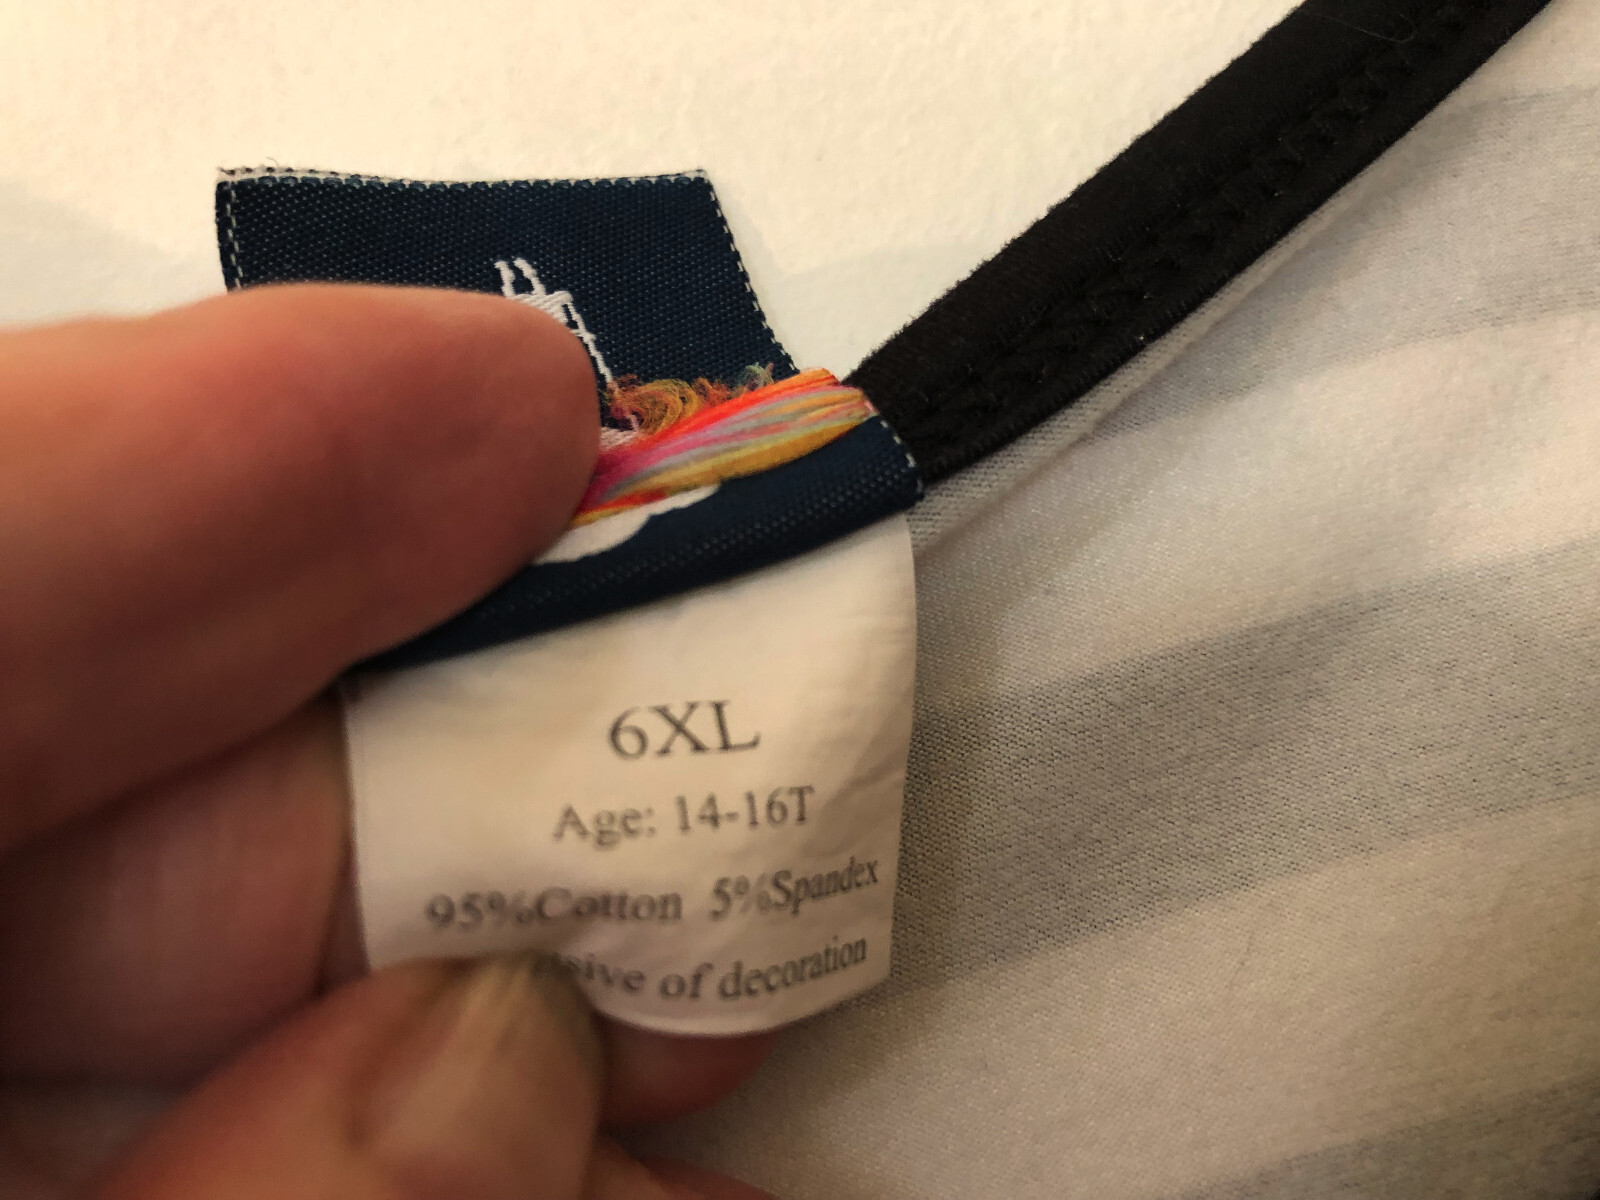 6XL
Age: 14-16T
95%Cotton 5%Spandex
of decoration